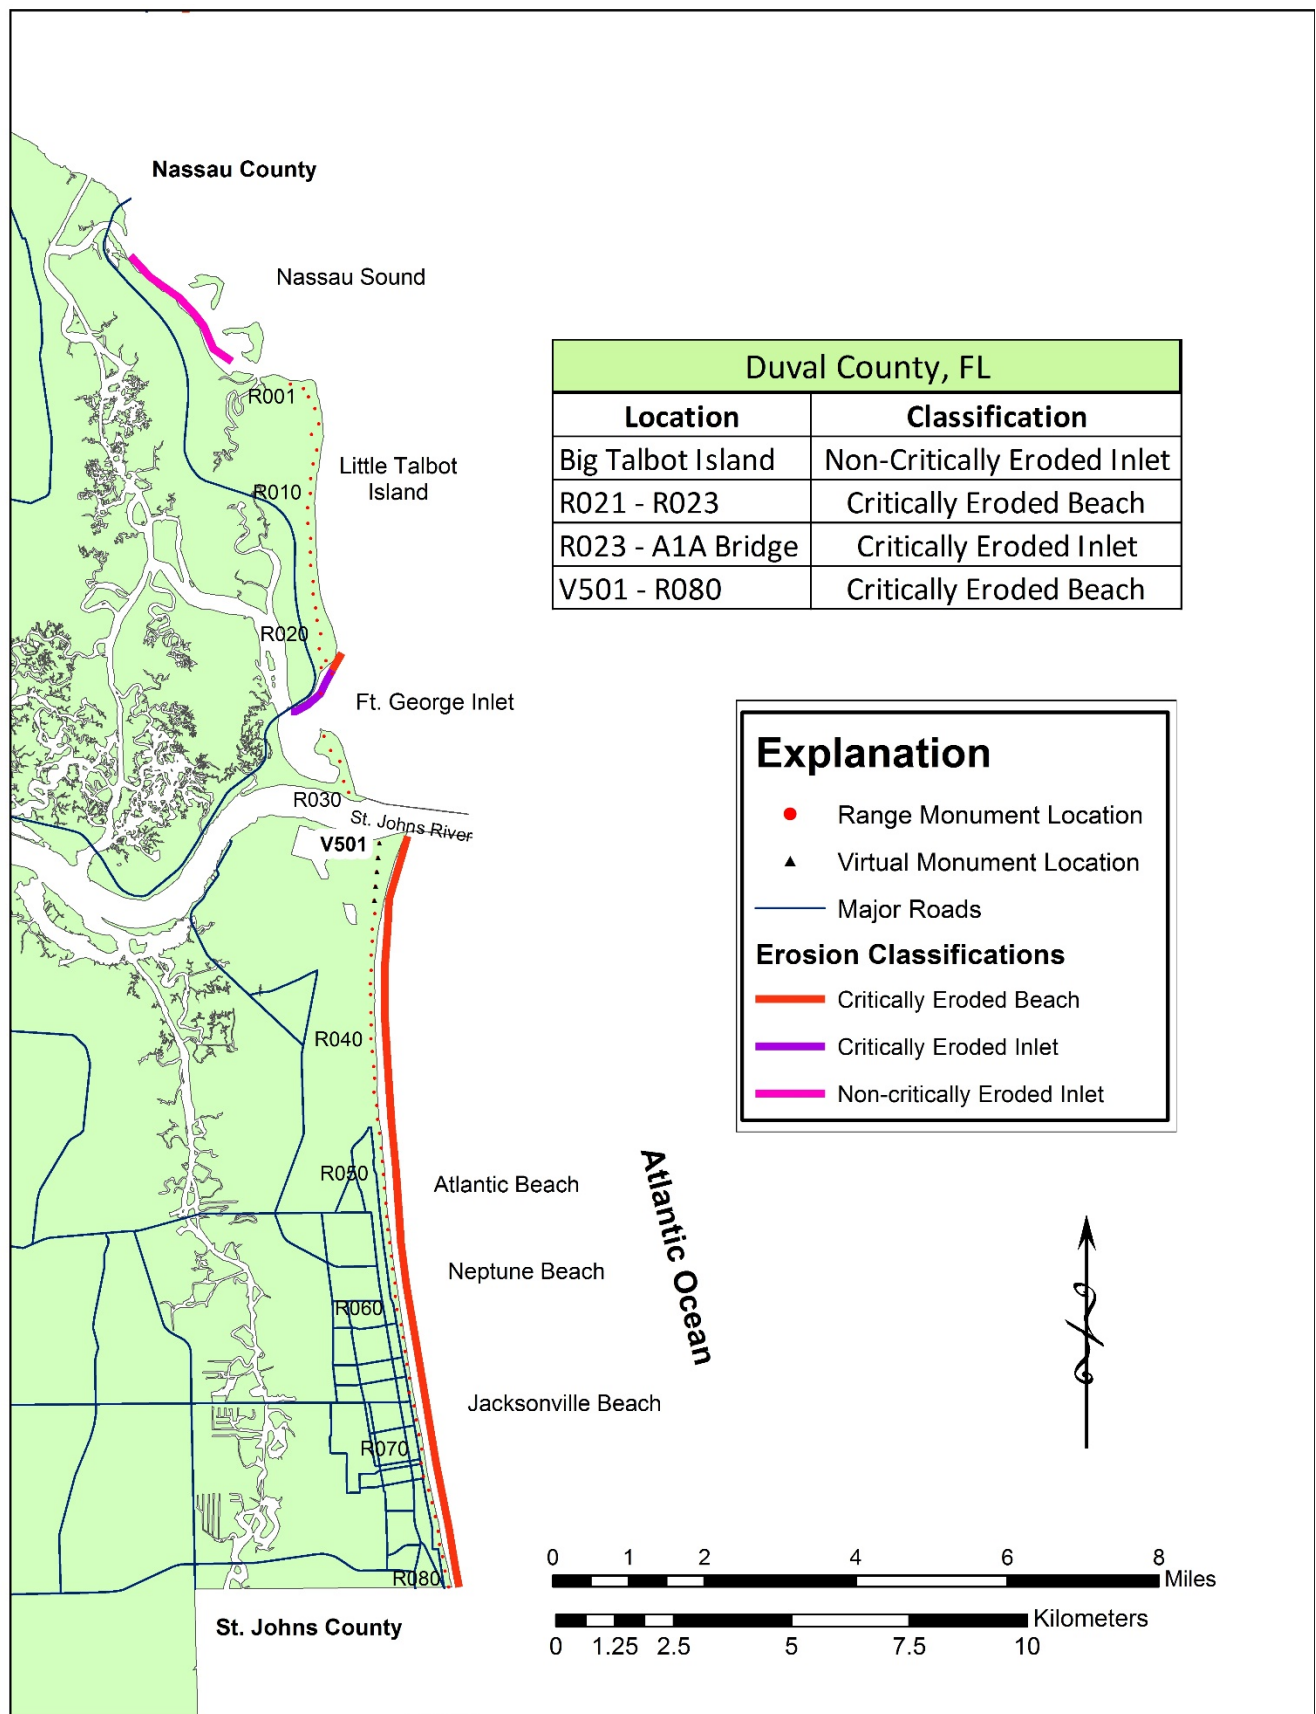 Nassau County
Nassau Sound
R001
Little Talbot
Island
R010
R020
Ft. George Inlet
R030
St. Johns River
V501
R040
R050
Atlantic Beach
Neptune Beach
R060
Jacksonville Beach
R070
R080
St. Johns County
Atlantic Ocean
Duval County, FL
Location Classification
Big Talbot Island Non-Critically Eroded Inlet
R021 - R023 Critically Eroded Beach
R023 - A1A Bridge Critically Eroded Inlet
V501 - R080 Critically Eroded Beach
Explanation
Range Monument Location
Virtual Monument Location
Major Roads
Erosion Classifications
Critically Eroded Beach
Critically Eroded Inlet
Non-critically Eroded Inlet
N
0 1 2 4 6 8
Miles
Kilometers
0 1.25 2.5 5 7.5 10